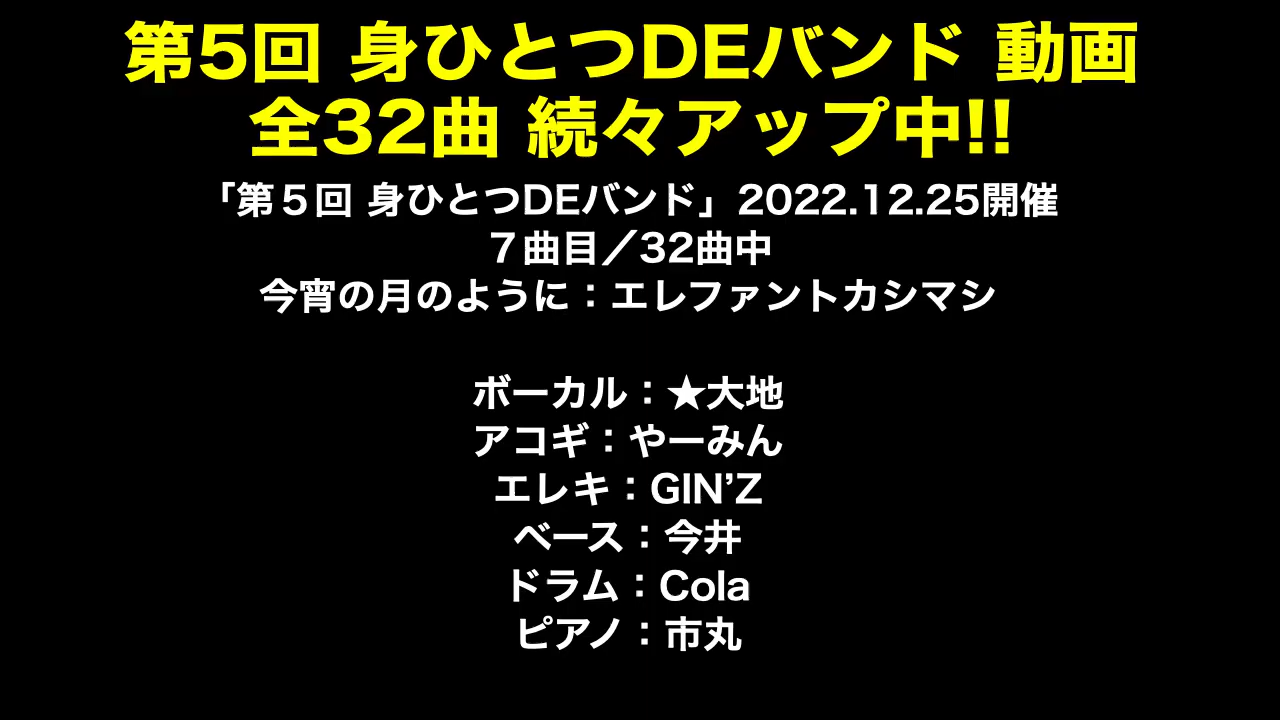 第5回 身ひとつDEバンド 動画
全32曲 続々アップ中!!
「第５回 身ひとつDEバンド」2022.12.25開催
７曲目／32曲中
今宵の月のように：エレファントカシマシ
ボーカル：★大地
アコギ：やーみん
エレキ：GIN’Z
ベース：今井
ドラム：Cola
ピアノ：市丸